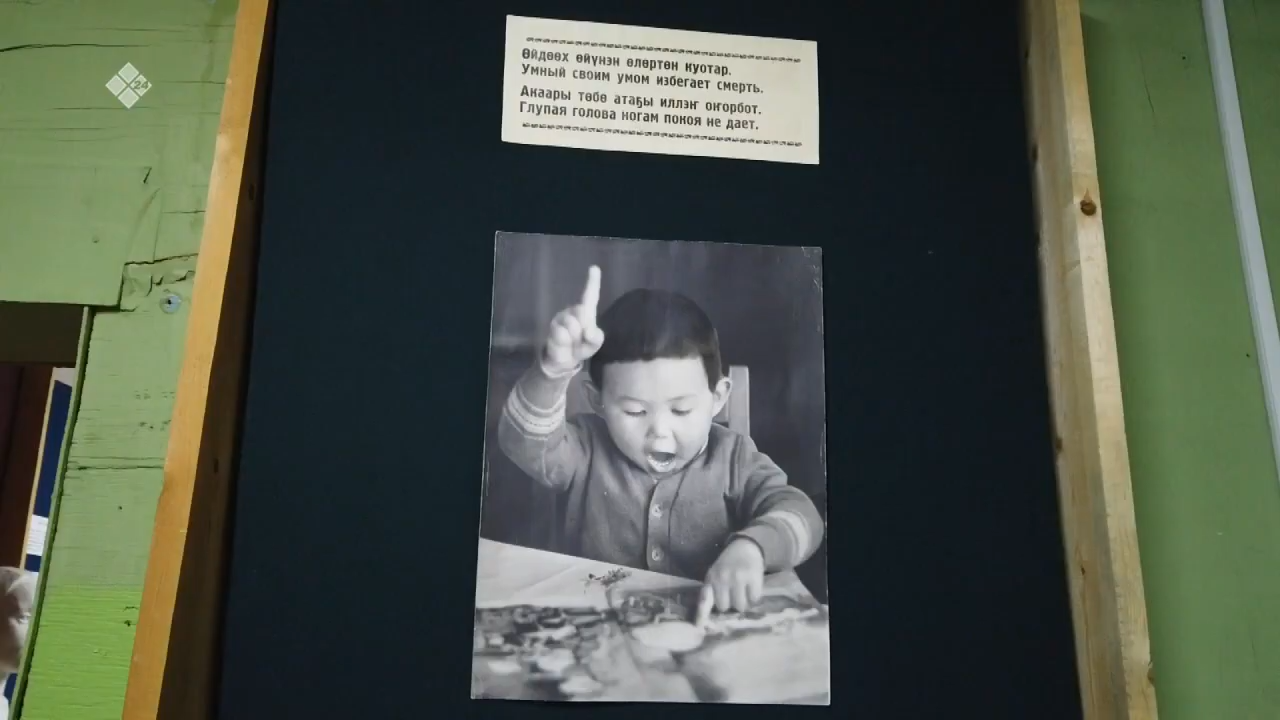 Өйдөөх өйүнэн өлөртөн куотар.
Умный своим умом избегает смерть.
Акаары төбө атаҕы иллэҥ оҥорбот.
Глупая голова ногам покоя не дает.
24